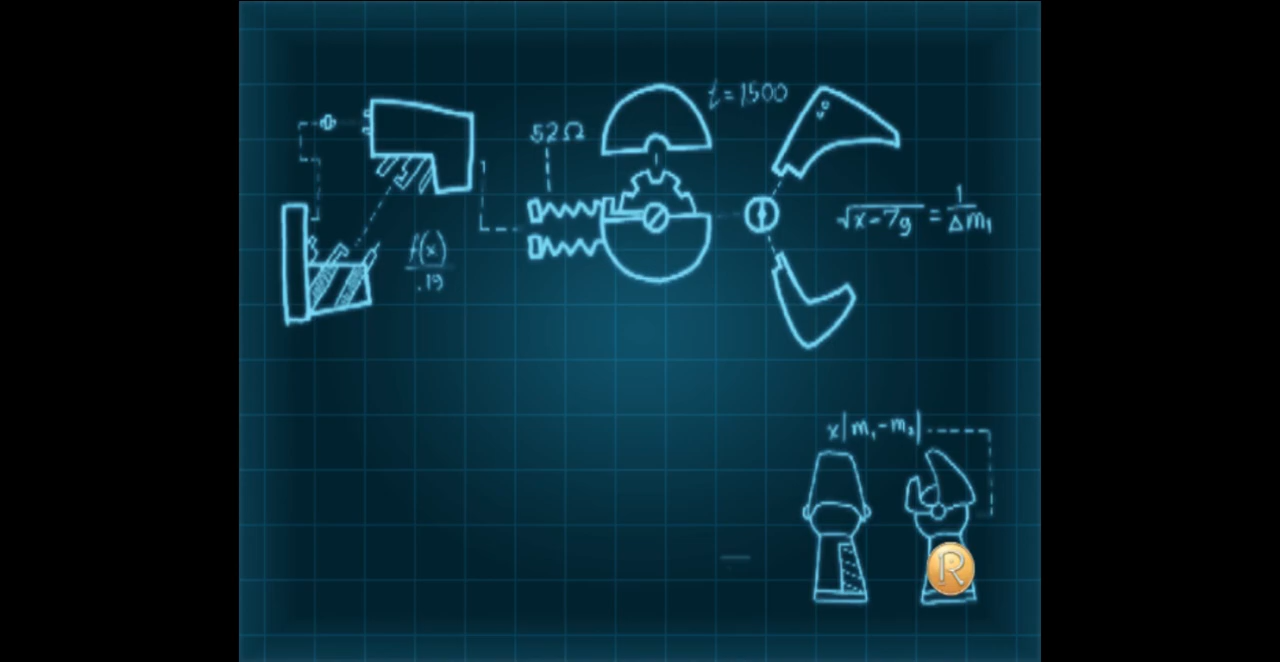 52Ω
t=1500
f(x)
.19
√x-7g = 1
Δm₁
x|m₁-m₂|
R